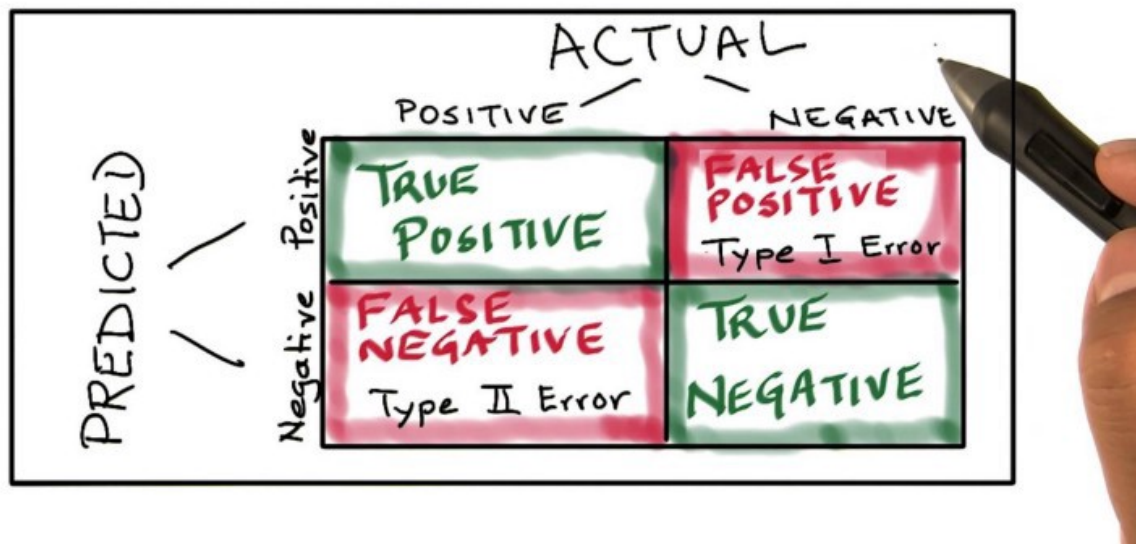 ACTUAL
POSITIVE
NEGATIVE
PREDICTED
Positive
Negative
TRUE
POSITIVE
FALSE
POSITIVE
Type I Error
FALSE
NEGATIVE
Type II Error
TRUE
NEGATIVE